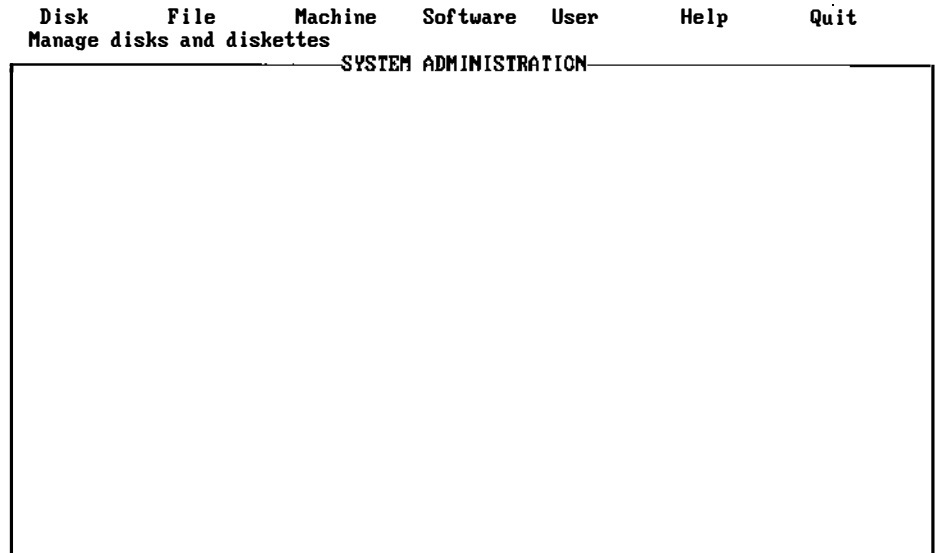 Disk File Machine Software User Help Quit
Manage disks and diskettes
SYSTEM ADMINISTRATION